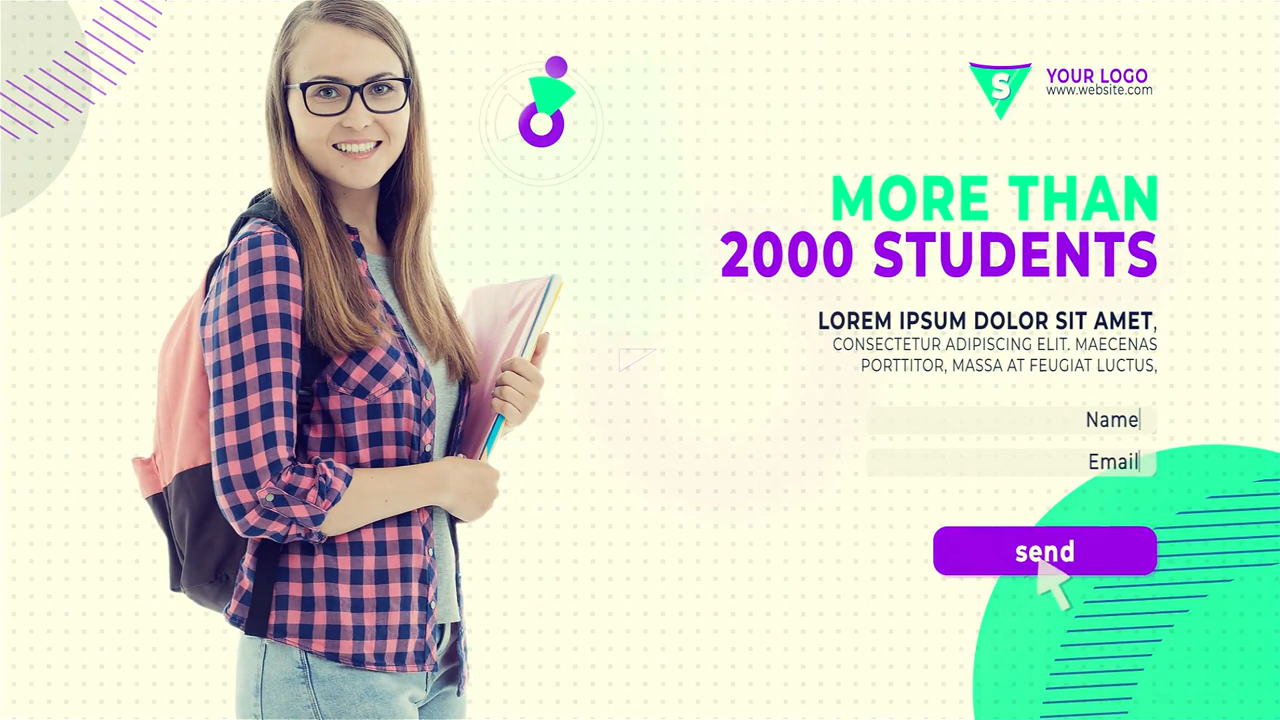 S
YOUR LOGO
www.website.com
MORE THAN
2000 STUDENTS
LOREM IPSUM DOLOR SIT AMET,
CONSECTETUR ADIPISCING ELIT. MAECENAS
PORTTITOR, MASSA AT FEUGIAT LUCTUS,
Name
Email
send